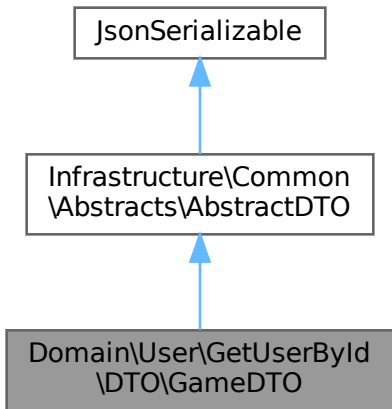 JsonSerializable
Infrastructure\Common
\Abstracts\AbstractDTO
Domain\User\GetUserById
\DTO\GameDTO